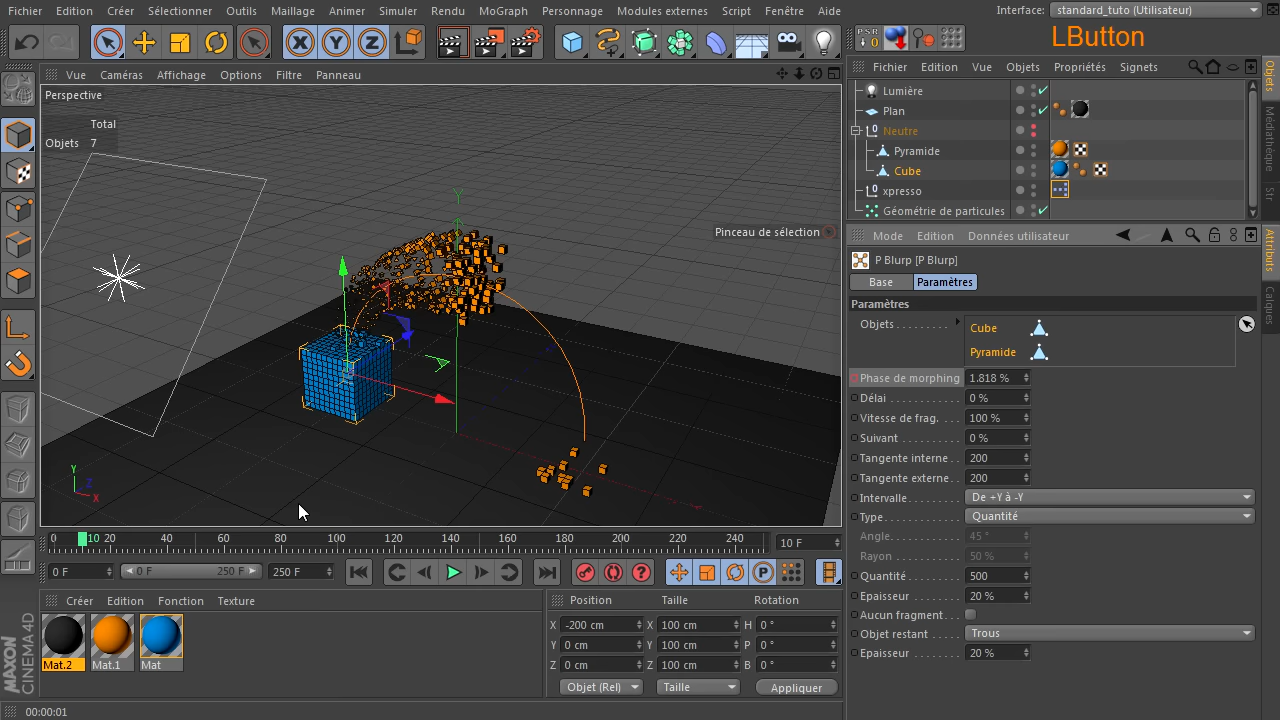 Fichier Edition Créer Sélectionner Outils Maillage Animer Simuler Rendu MoGraph Personnage Modules externes Script Fenêtre Aide Interface: standard_tuto (Utilisateur)
PSR
0
LButton
X Y Z
Vue Caméras Affichage Options Filtre Panneau
Fichier Edition Vue Objets Propriétés Signets
Perspective
Total
Objets 7
Y
Pinceau de sélection
Y
Z
X
Lumière
Plan
Neutre
Pyramide
Cube
xpresso
Géométrie de particules
Objets
Médiathèque
Str
Mode Edition Données utilisateur
P Blurp [P Blurp]
Base Paramètres
Paramètres
Objets
Cube
Pyramide
Phase de morphing 1.818 %
Délai 0 %
Vitesse de frag. 100 %
Suivant 0 %
Tangente interne 200
Tangente externe 200
Intervalle De +Y à -Y
Type Quantité
Angle 45 °
Rayon 50 %
Quantité 500
Epaisseur 20 %
Aucun fragment
Objet restant Trous
Epaisseur 20 %
Attributs
Calques
0 10 20 40 60 80 100 120 140 160 180 200 220 240 10 F
0 F 0 F 250 F 250 F
P
Créer Edition Fonction Texture
Mat.2 Mat.1 Mat
Position Taille Rotation
X -200 cm X 100 cm H 0 °
Y 0 cm Y 100 cm P 0 °
Z 0 cm Z 100 cm B 0 °
Objet (Rel) Taille Appliquer
MAXON
CINEMA 4D
00:00:01